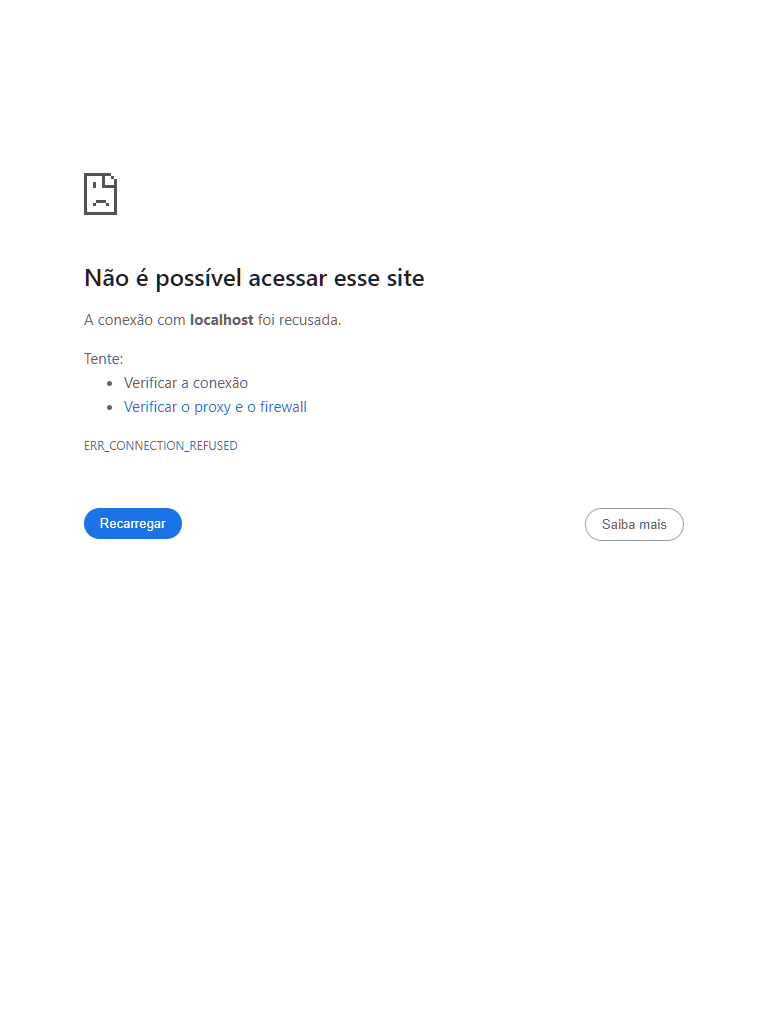 Não é possível acessar esse site
A conexão com localhost foi recusada.
Tente:
Verificar a conexão
Verificar o proxy e o firewall
ERR_CONNECTION_REFUSED
Recarregar
Saiba mais